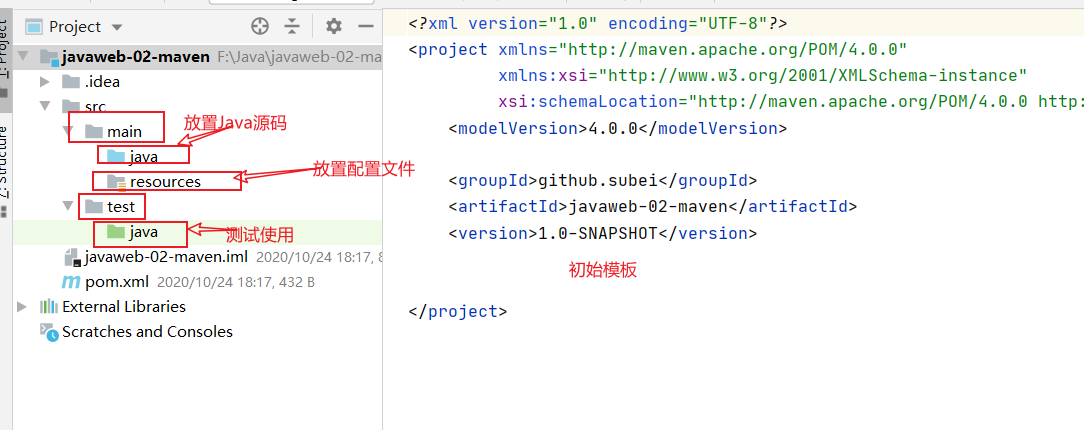 Project
1: Project
javaweb-02-maven F:\Java\javaweb-02-ma
.idea
src
main
放置Java源码
java
resources
放置配置文件
test
java
测试使用
javaweb-02-maven.iml 2020/10/24 18:17, 8
pom.xml 2020/10/24 18:17, 432 B
External Libraries
Scratches and Consoles
7: Structure
<?xml version="1.0" encoding="UTF-8"?>
<project xmlns="http://maven.apache.org/POM/4.0.0"
xmlns:xsi="http://www.w3.org/2001/XMLSchema-instance"
xsi:schemaLocation="http://maven.apache.org/POM/4.0.0 http:
<modelVersion>4.0.0</modelVersion>
<groupId>github.subei</groupId>
<artifactId>javaweb-02-maven</artifactId>
<version>1.0-SNAPSHOT</version>
初始模板
</project>